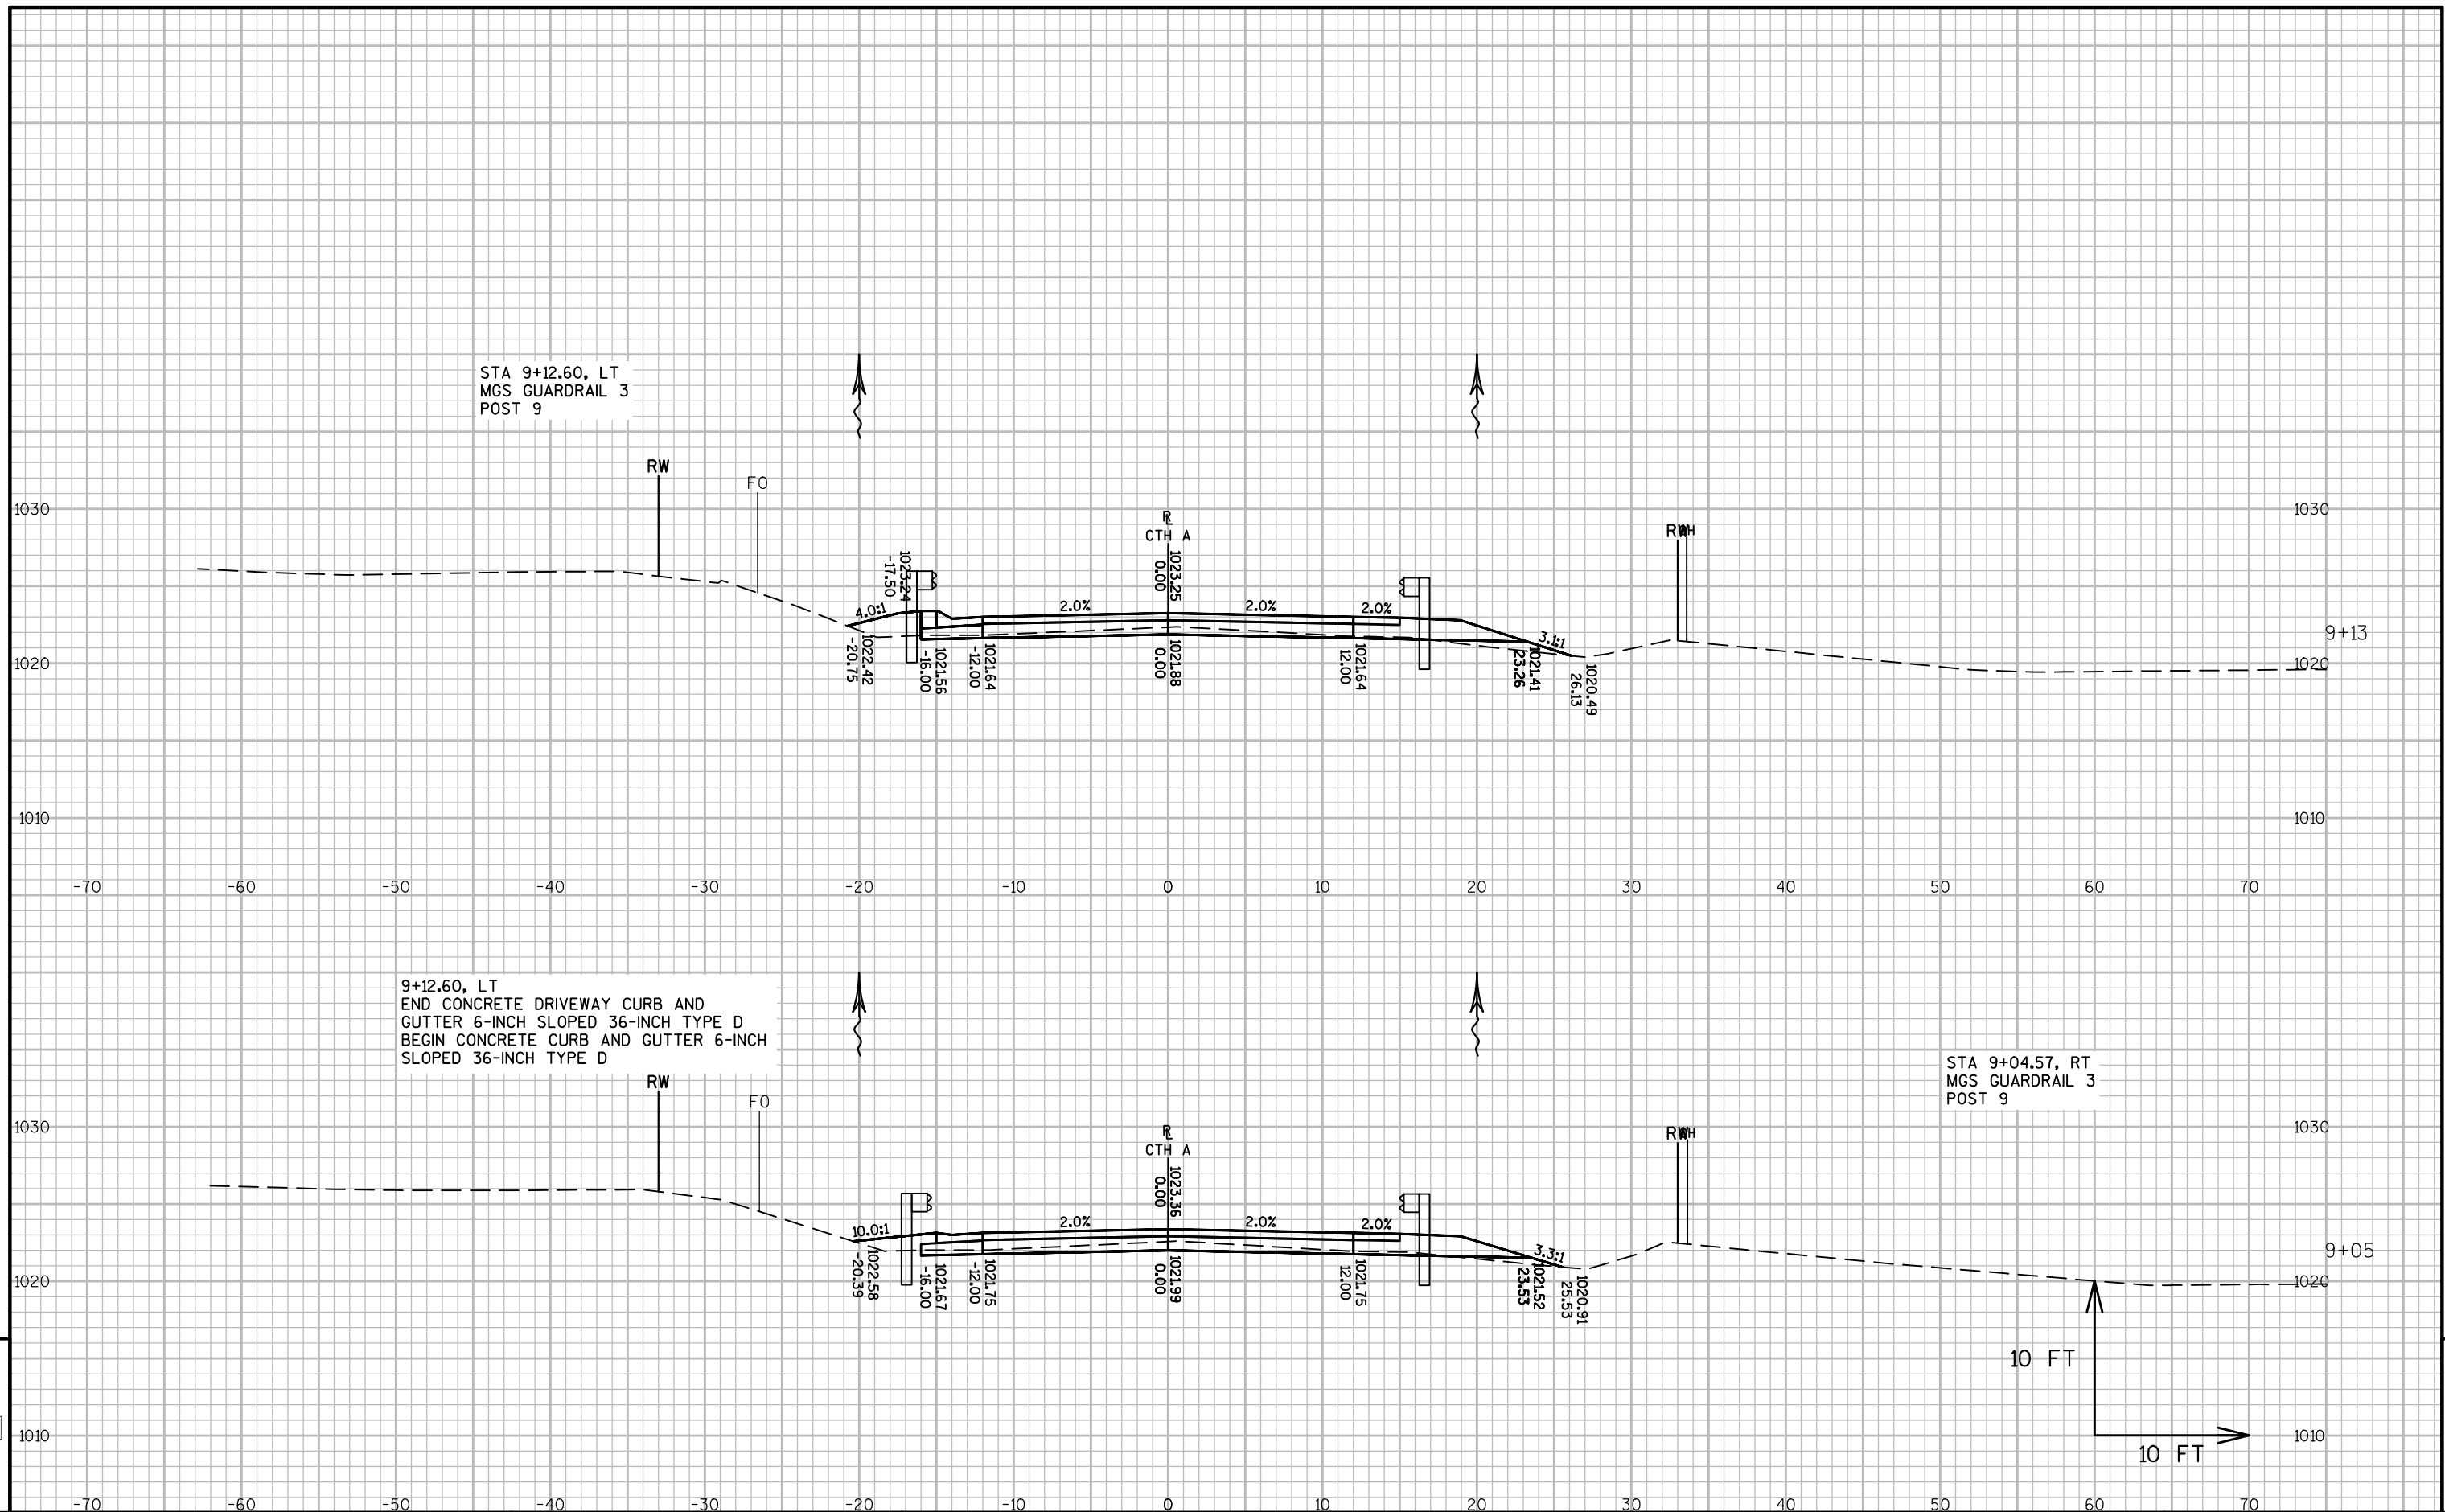 STA 9+12.60, LT
MGS GUARDRAIL 3
POST 9
RW
FO
1030
RL
CTH A
1023.25
0.00
RW
OH
1030
1023.24
-17.50
4.0:1
2.0%
2.0%
2.0%
3.1:1
9+13
1020
1022.42
-20.75
1021.56
-16.00
1021.64
-12.00
1021.88
0.00
1021.64
12.00
1021.41
23.26
1020.49
26.13
1020
1010
1010
-70 -60 -50 -40 -30 -20 -10 0 10 20 30 40 50 60 70
9+12.60, LT
END CONCRETE DRIVEWAY CURB AND
GUTTER 6-INCH SLOPED 36-INCH TYPE D
BEGIN CONCRETE CURB AND GUTTER 6-INCH
SLOPED 36-INCH TYPE D
STA 9+04.57, RT
MGS GUARDRAIL 3
POST 9
RW
FO
1030
RL
CTH A
1023.36
0.00
RW
OH
1030
10.0:1
2.0%
2.0%
2.0%
3.3:1
9+05
1020
1022.58
-20.39
1021.67
-16.00
1021.75
-12.00
1021.99
0.00
1021.75
12.00
1021.52
23.53
1020.91
25.53
1020
10 FT
1010
10 FT
1010
-70 -60 -50 -40 -30 -20 -10 0 10 20 30 40 50 60 70